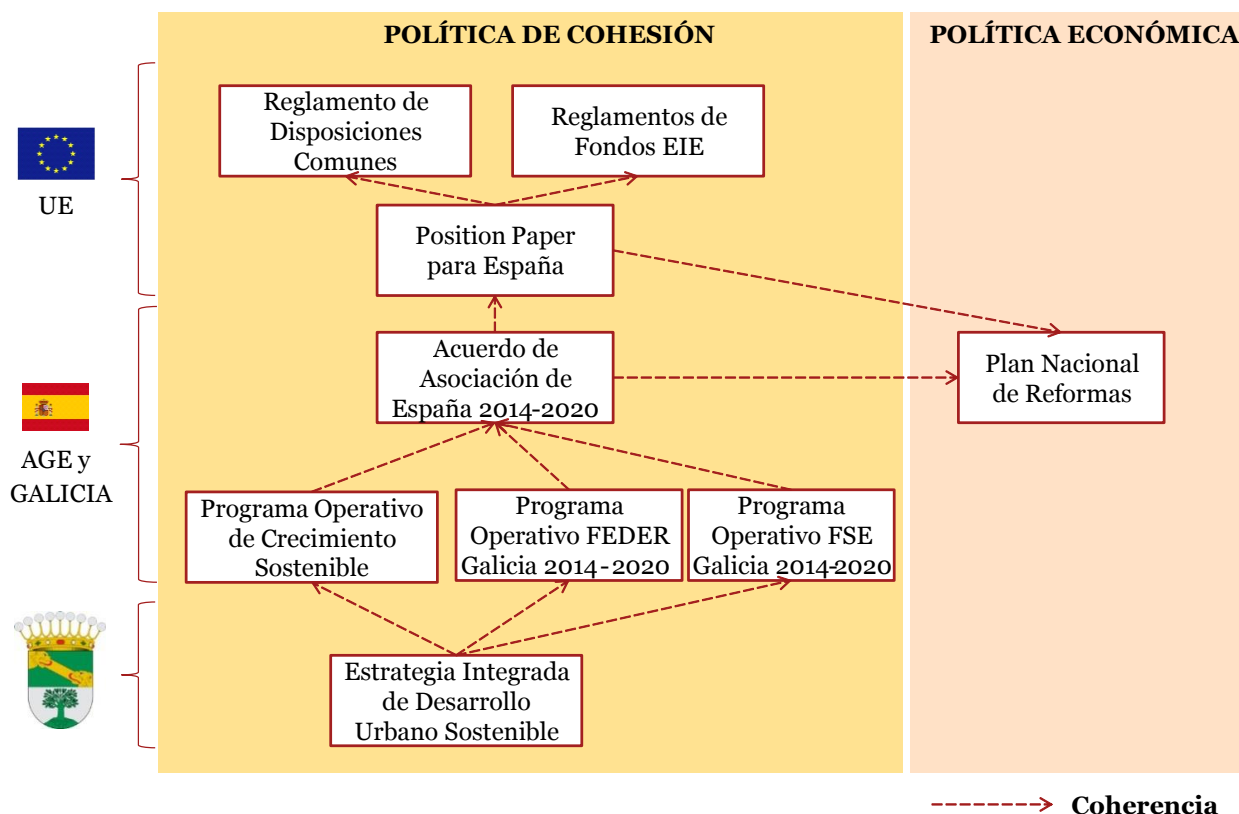 POLÍTICA DE COHESIÓN
POLÍTICA ECONÓMICA
Reglamento de
Disposiciones
Comunes
Reglamentos de
Fondos EIE
UE
Position Paper
para España
Acuerdo de
Asociación de
España 2014-2020
Plan Nacional
de Reformas
AGE y
GALICIA
Programa Operativo
de Crecimiento
Sostenible
Programa
Operativo FEDER
Galicia 2014-2020
Programa
Operativo FSE
Galicia 2014-2020
Estrategia Integrada
de Desarrollo
Urbano Sostenible
Coherencia